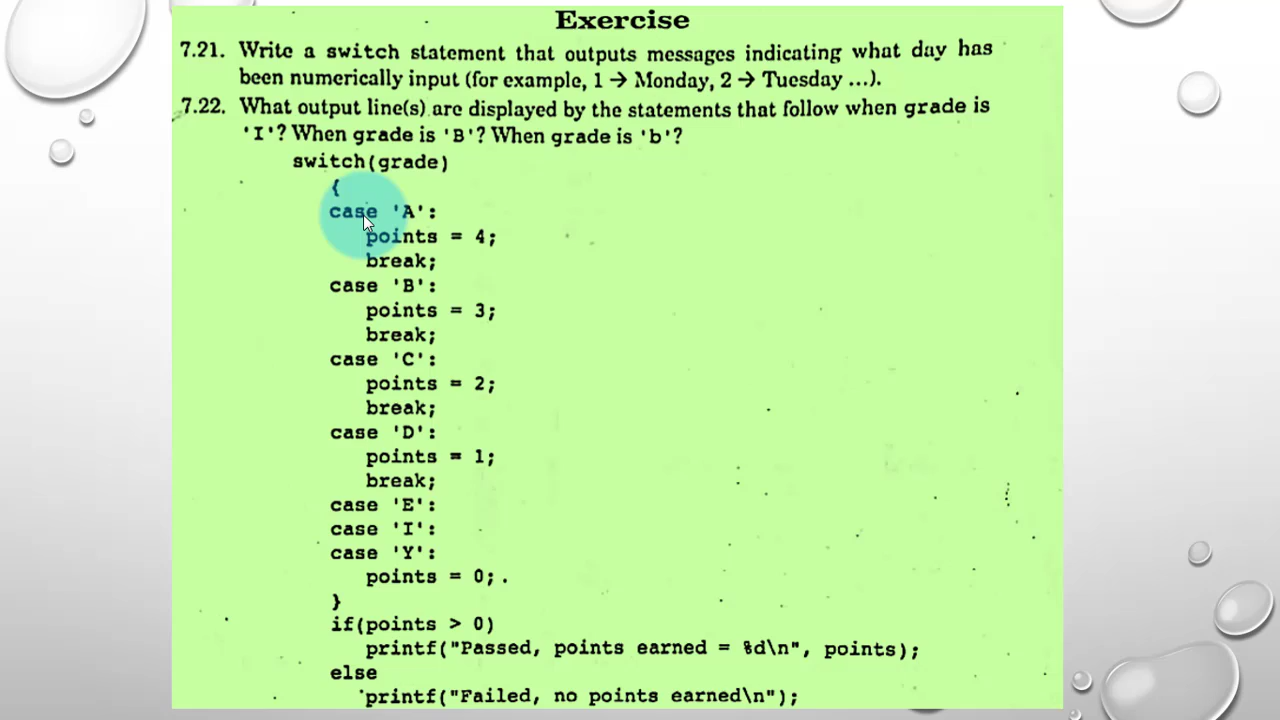 Exercise
7.21. Write a switch statement that outputs messages indicating what day has
been numerically input (for example, 1 → Monday, 2 → Tuesday ...).
7.22. What output line(s) are displayed by the statements that follow when grade is
'I'? When grade is 'B'? When grade is 'b'?
switch(grade)
{
case 'A':
points = 4;
break;
case 'B':
points = 3;
break;
case 'C':
points = 2;
break;
case 'D':
points = 1;
break;
case 'E':
case 'I':
case 'Y':
points = 0;
}
if(points > 0)
printf("Passed, points earned = %d\n", points);
else
printf("Failed, no points earned\n");